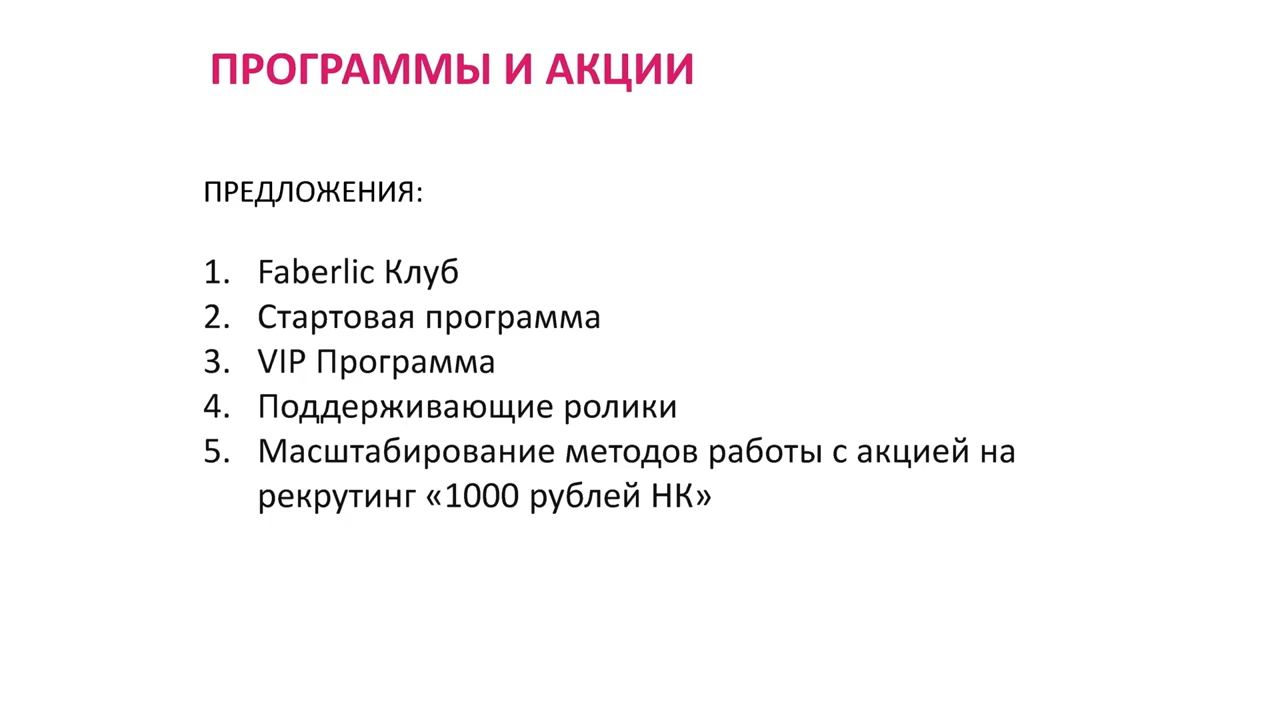 ПРОГРАММЫ И АКЦИИ
ПРЕДЛОЖЕНИЯ:
1. Faberlic Клуб
2. Стартовая программа
3. VIP Программа
4. Поддерживающие ролики
5. Масштабирование методов работы с акцией на
рекрутинг «1000 рублей НК»